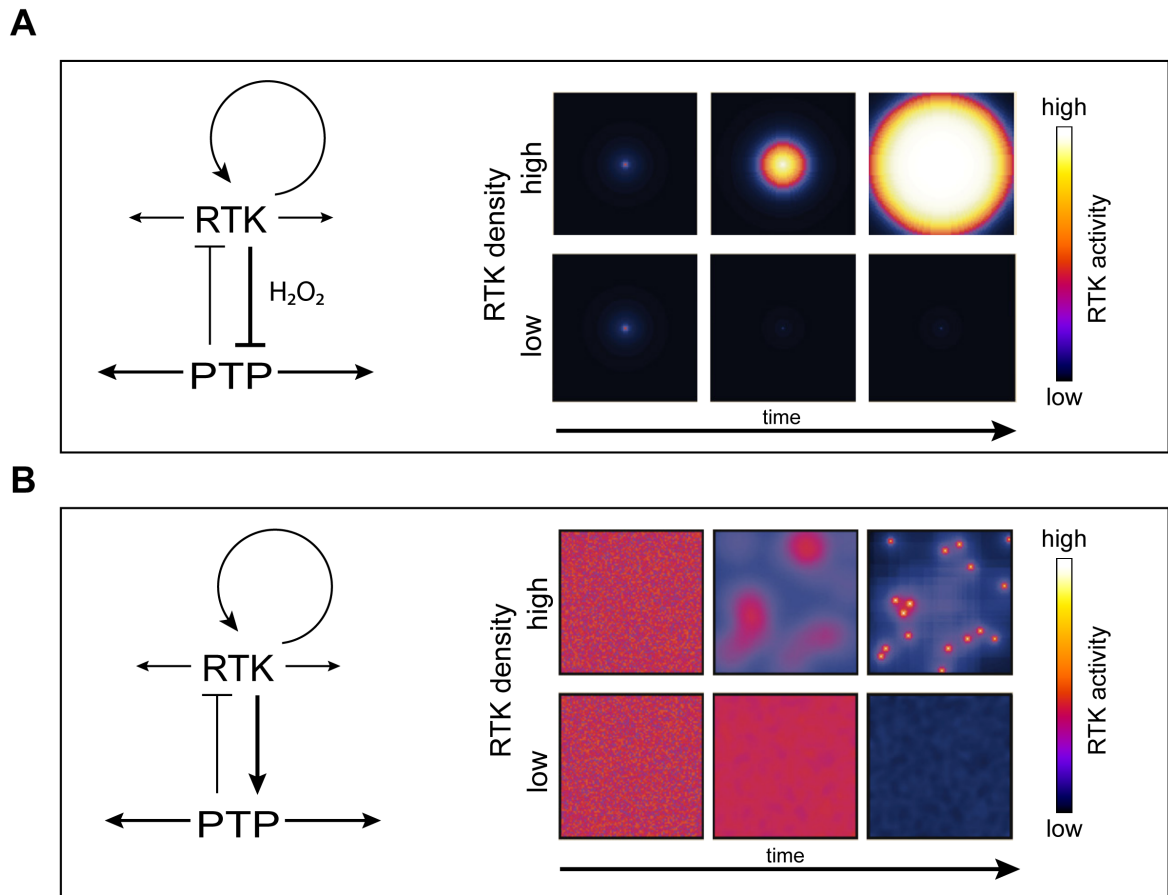 A
RTK
H₂O₂
PTP
RTK density
high
low
time
high
RTK activity
low
B
RTK
PTP
RTK density
high
low
time
high
RTK activity
low